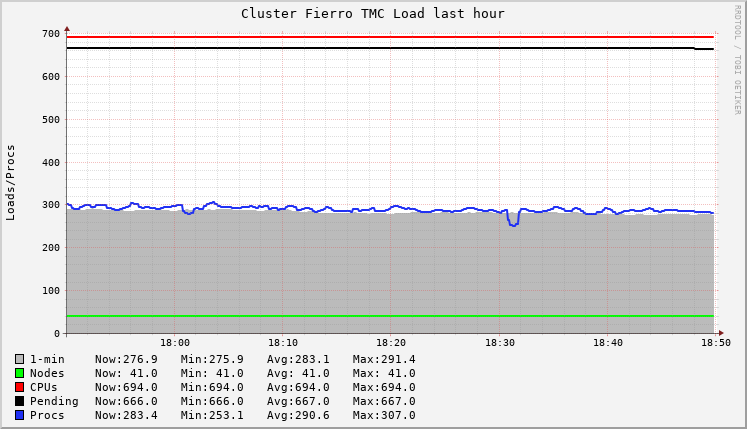 Cluster Fierro TMC Load last hour
RRDTOOL / TOBI OETIKER
Loads/Procs
700
600
500
400
300
200
100
0
18:00 18:10 18:20 18:30 18:40 18:50
1-min Now:276.9 Min:275.9 Avg:283.1 Max:291.4
Nodes Now: 41.0 Min: 41.0 Avg: 41.0 Max: 41.0
CPUs Now:694.0 Min:694.0 Avg:694.0 Max:694.0
Pending Now:666.0 Min:666.0 Avg:667.0 Max:667.0
Procs Now:283.4 Min:253.1 Avg:290.6 Max:307.0